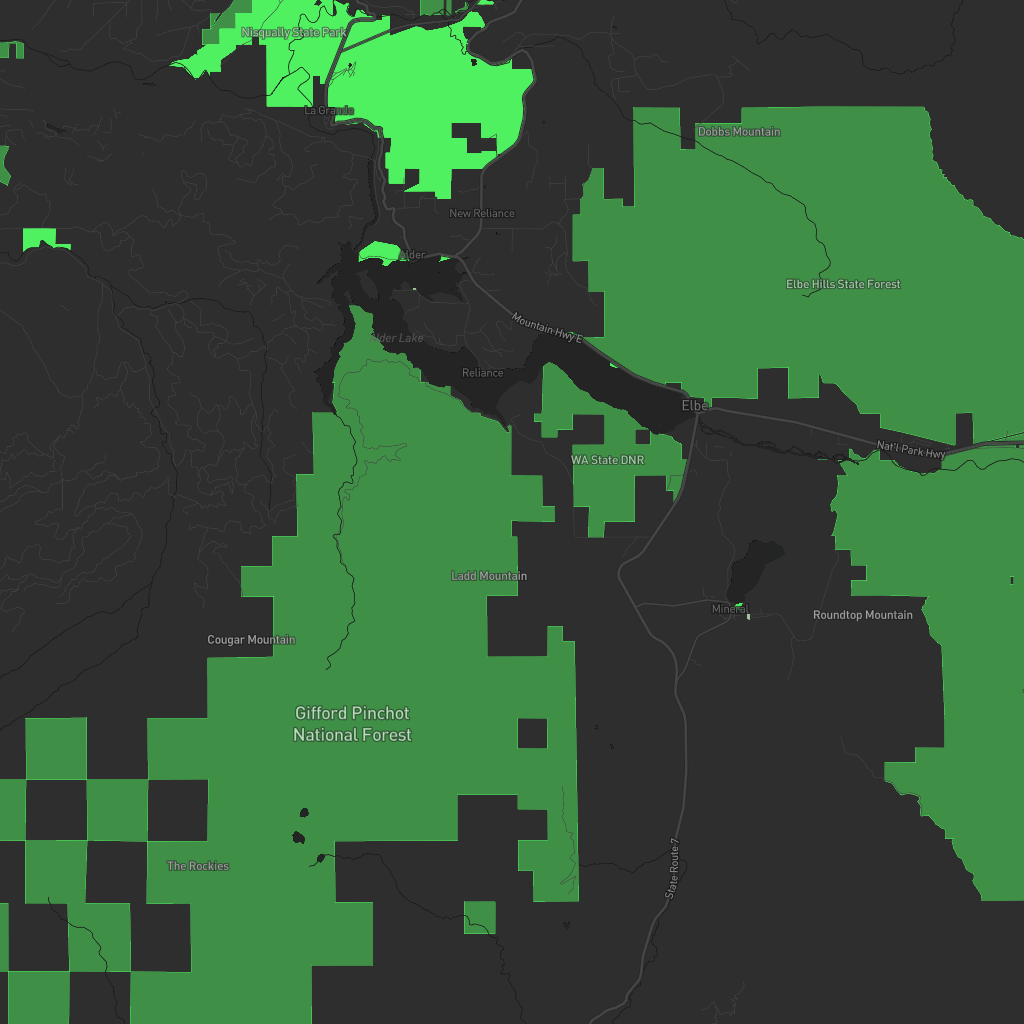 Nisqually State Park
La Grande
Dobbs Mountain
New Reliance
Alder
Elbe Hills State Forest
Mountain Hwy E
Alder Lake
Reliance
Elbe
Nat'l Park Hwy
WA State DNR
Ladd Mountain
Mineral
Roundtop Mountain
Cougar Mountain
Gifford Pinchot
National Forest
State Route 7
The Rockies